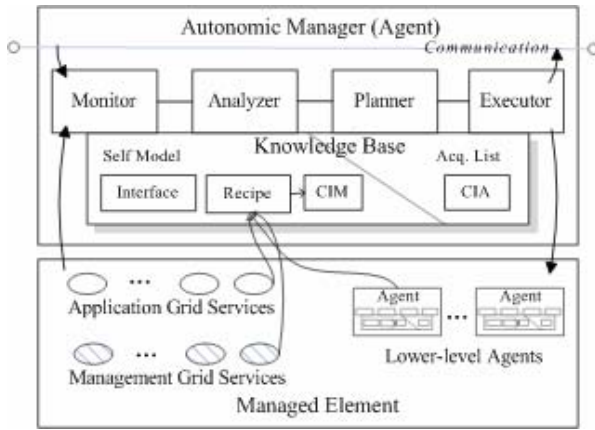 Autonomic Manager (Agent)
Communication
Monitor
Analyzer
Planner
Executor
Knowledge Base
Self Model
Acq. List
Interface
Recipe
CIM
CIA
...
...
Application Grid Services
Agent
...
Agent
Lower-level Agents
...
Management Grid Services
Managed Element